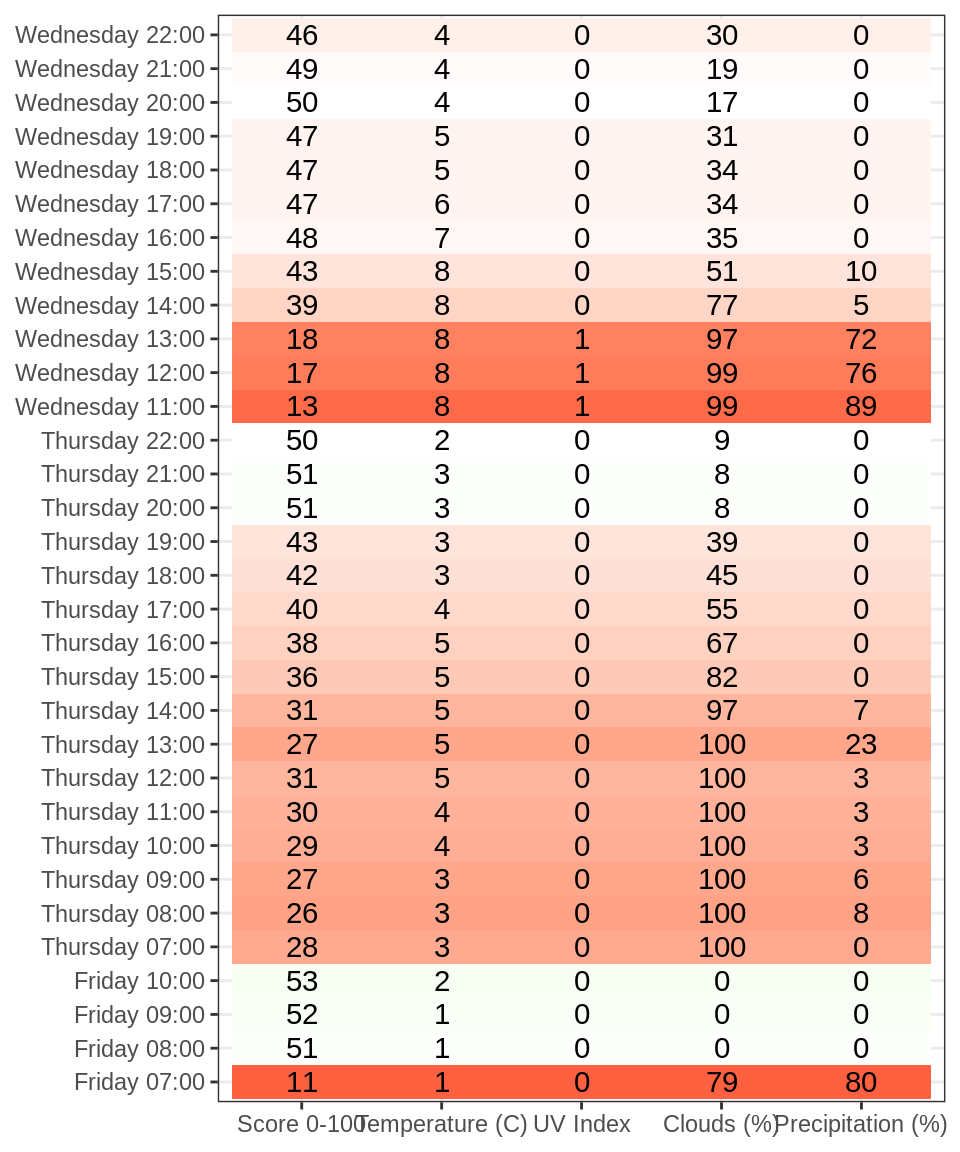 Wednesday 22:00 46 4 0 30 0
Wednesday 21:00 49 4 0 19 0
Wednesday 20:00 50 4 0 17 0
Wednesday 19:00 47 5 0 31 0
Wednesday 18:00 47 5 0 34 0
Wednesday 17:00 47 6 0 34 0
Wednesday 16:00 48 7 0 35 0
Wednesday 15:00 43 8 0 51 10
Wednesday 14:00 39 8 0 77 5
Wednesday 13:00 18 8 1 97 72
Wednesday 12:00 17 8 1 99 76
Wednesday 11:00 13 8 1 99 89
Thursday 22:00 50 2 0 9 0
Thursday 21:00 51 3 0 8 0
Thursday 20:00 51 3 0 8 0
Thursday 19:00 43 3 0 39 0
Thursday 18:00 42 3 0 45 0
Thursday 17:00 40 4 0 55 0
Thursday 16:00 38 5 0 67 0
Thursday 15:00 36 5 0 82 0
Thursday 14:00 31 5 0 97 7
Thursday 13:00 27 5 0 100 23
Thursday 12:00 31 5 0 100 3
Thursday 11:00 30 4 0 100 3
Thursday 10:00 29 4 0 100 3
Thursday 09:00 27 3 0 100 6
Thursday 08:00 26 3 0 100 8
Thursday 07:00 28 3 0 100 0
Friday 10:00 53 2 0 0 0
Friday 09:00 52 1 0 0 0
Friday 08:00 51 1 0 0 0
Friday 07:00 11 1 0 79 80
Score 0-100 Temperature (C) UV Index Clouds (%) Precipitation (%)